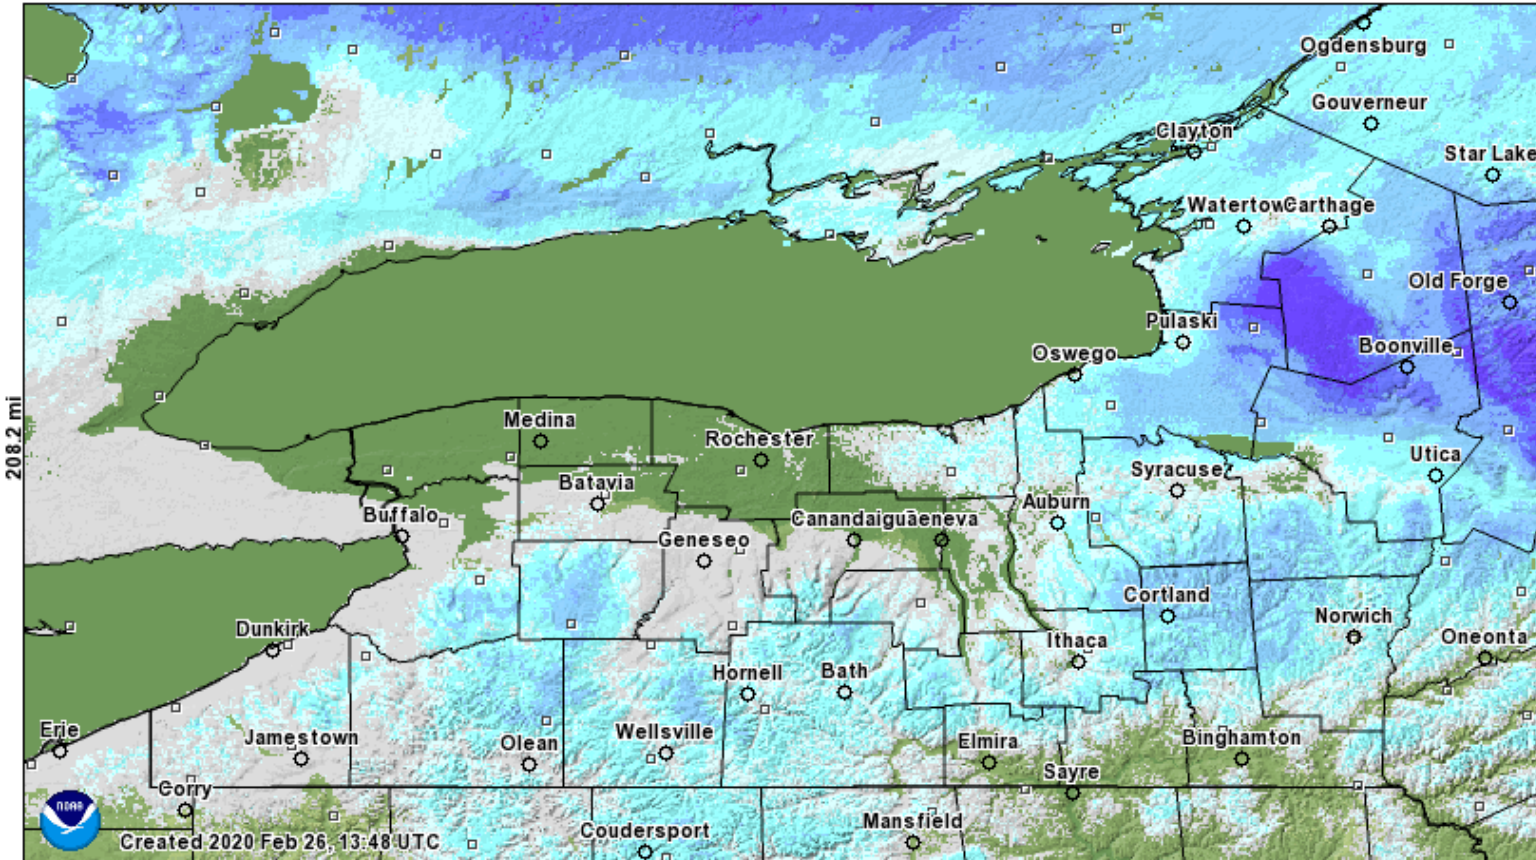 Ogdensburg
Gouverneur
Clayton
Star Lake
Watertow
Carthage
Old Forge
Pulaski
Boonville
Oswego
208.2 mi
Medina
Rochester
Utica
Syracuse
Batavia
Auburn
Buffalo
Canandaigua
eneva
Geneseo
Cortland
Norwich
Dunkirk
Ithaca
Oneonta
Hornell
Bath
Erie
Jamestown
Olean
Wellsville
Elmira
Binghamton
Sayre
Corry
NOAA
Created 2020 Feb 26, 13:48 UTC
Coudersport
Mansfield